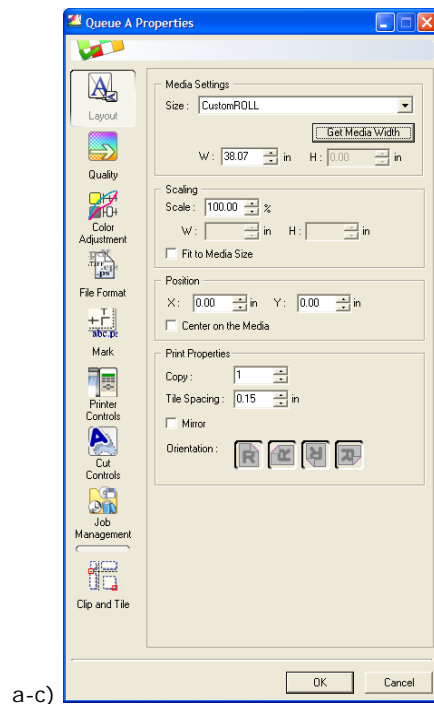 Queue A Properties
Layout
Quality
Color
Adjustment
File Format
Mark
Printer
Controls
Cut
Controls
Job
Management
Clip and Tile
Media Settings
Size : CustomROLL
Get Media Width
W : 38.07 in H : 0.00 in
Scaling
Scale : 100.00 %
W : in H : in
Fit to Media Size
Position
X : 0.00 in Y : 0.00 in
Center on the Media
Print Properties
Copy : 1
Tile Spacing : 0.15 in
Mirror
Orientation :
R R R R
OK Cancel
a-c)